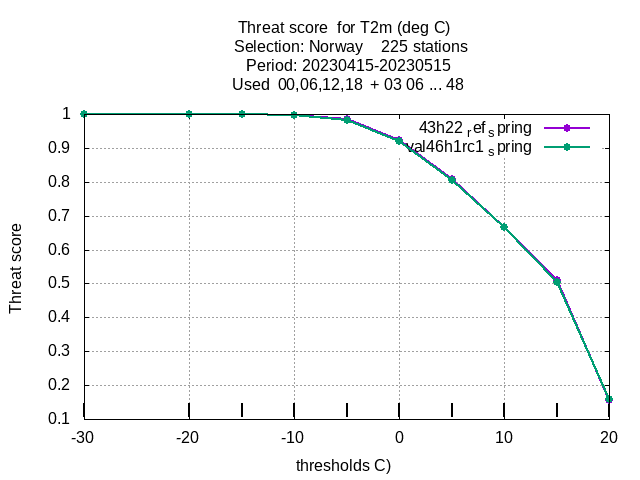 Threat score for T2m (deg C)
Selection: Norway 225 stations
Period: 20230415-20230515
Used 00,06,12,18 + 03 06 ... 48
43h22 ref spring
val46h1rc1 spring
1
0.9
0.8
0.7
0.6
0.5
0.4
0.3
0.2
0.1
Threat score
-30 -20 -10 0 10 20
thresholds C)